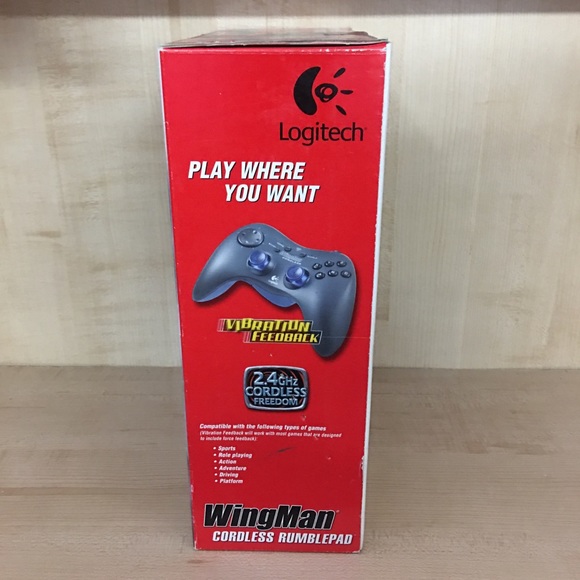 Logitech
PLAY WHERE
YOU WANT
VIBRATION
FEEDBACK
2.4GHz
CORDLESS
FREEDOM
Compatible with the following types of games
(Vibration Feedback will work with most games that are designed
to include force feedback)
• Sports
• Role playing
• Action
• Adventure
• Driving
• Platform
WingMan®
CORDLESS RUMBLEPAD